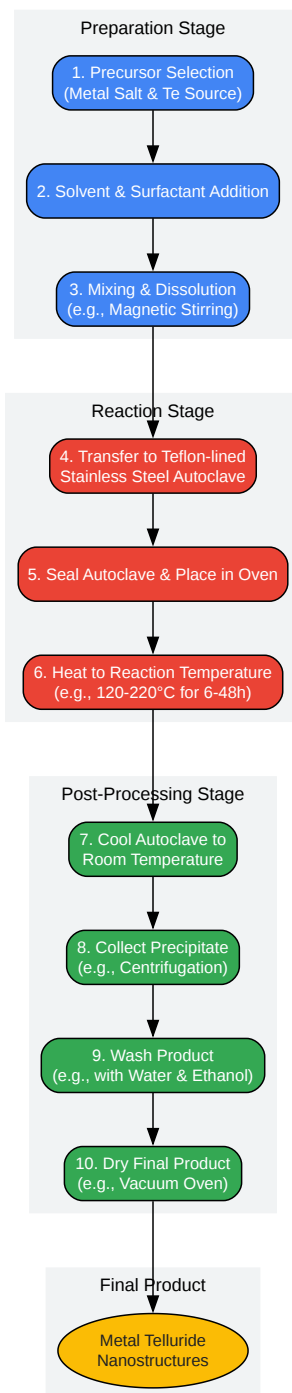 Preparation Stage
1. Precursor Selection
(Metal Salt & Te Source)
2. Solvent & Surfactant Addition
3. Mixing & Dissolution
(e.g., Magnetic Stirring)
Reaction Stage
4. Transfer to Teflon-lined
Stainless Steel Autoclave
5. Seal Autoclave & Place in Oven
6. Heat to Reaction Temperature
(e.g., 120-220°C for 6-48h)
Post-Processing Stage
7. Cool Autoclave to
Room Temperature
8. Collect Precipitate
(e.g., Centrifugation)
9. Wash Product
(e.g., with Water & Ethanol)
10. Dry Final Product
(e.g., Vacuum Oven)
Final Product
Metal Telluride
Nanostructures